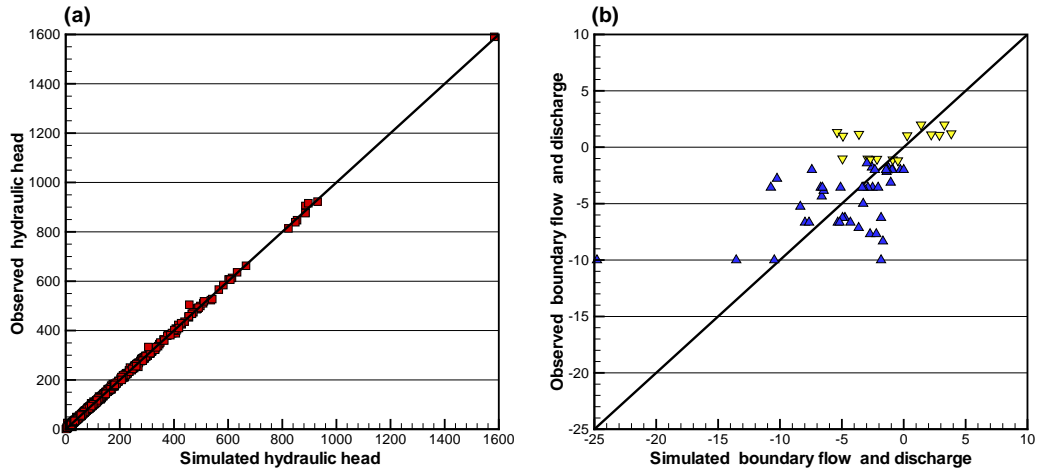 (a)
1600
1400
1200
1000
800
600
400
200
0
0 200 400 600 800 1000 1200 1400 1600
Observed hydraulic head
Simulated hydraulic head
(b)
10
5
0
-5
-10
-15
-20
-25
-25 -20 -15 -10 -5 0 5 10
Observed boundary flow and discharge
Simulated boundary flow and discharge